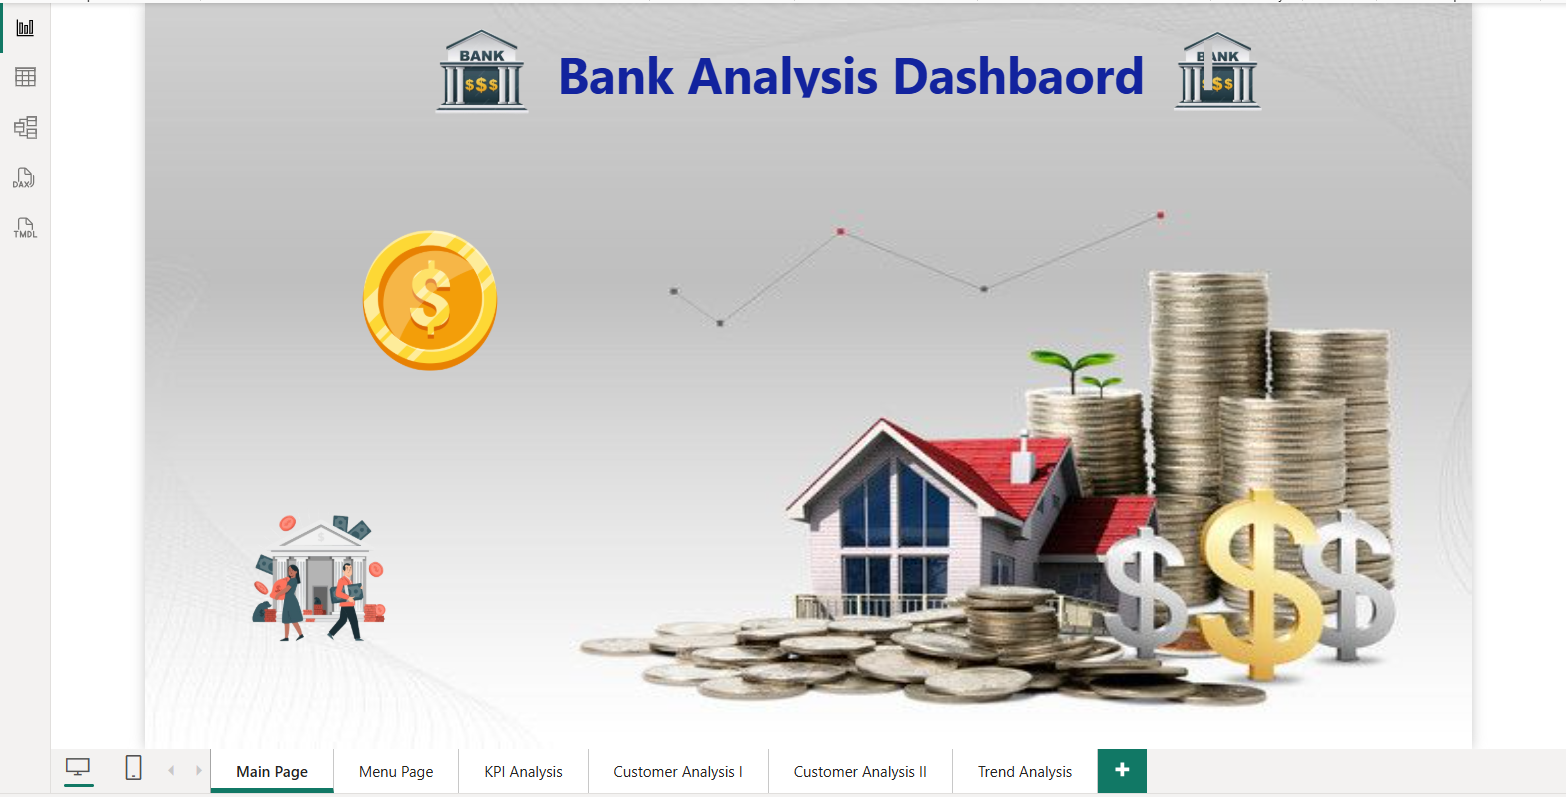 BANK
$$$
Bank Analysis Dashbaord
BANK
$$
$
DAX
TMDL
$
$
$
$
Main Page
Menu Page
KPI Analysis
Customer Analysis I
Customer Analysis II
Trend Analysis
+